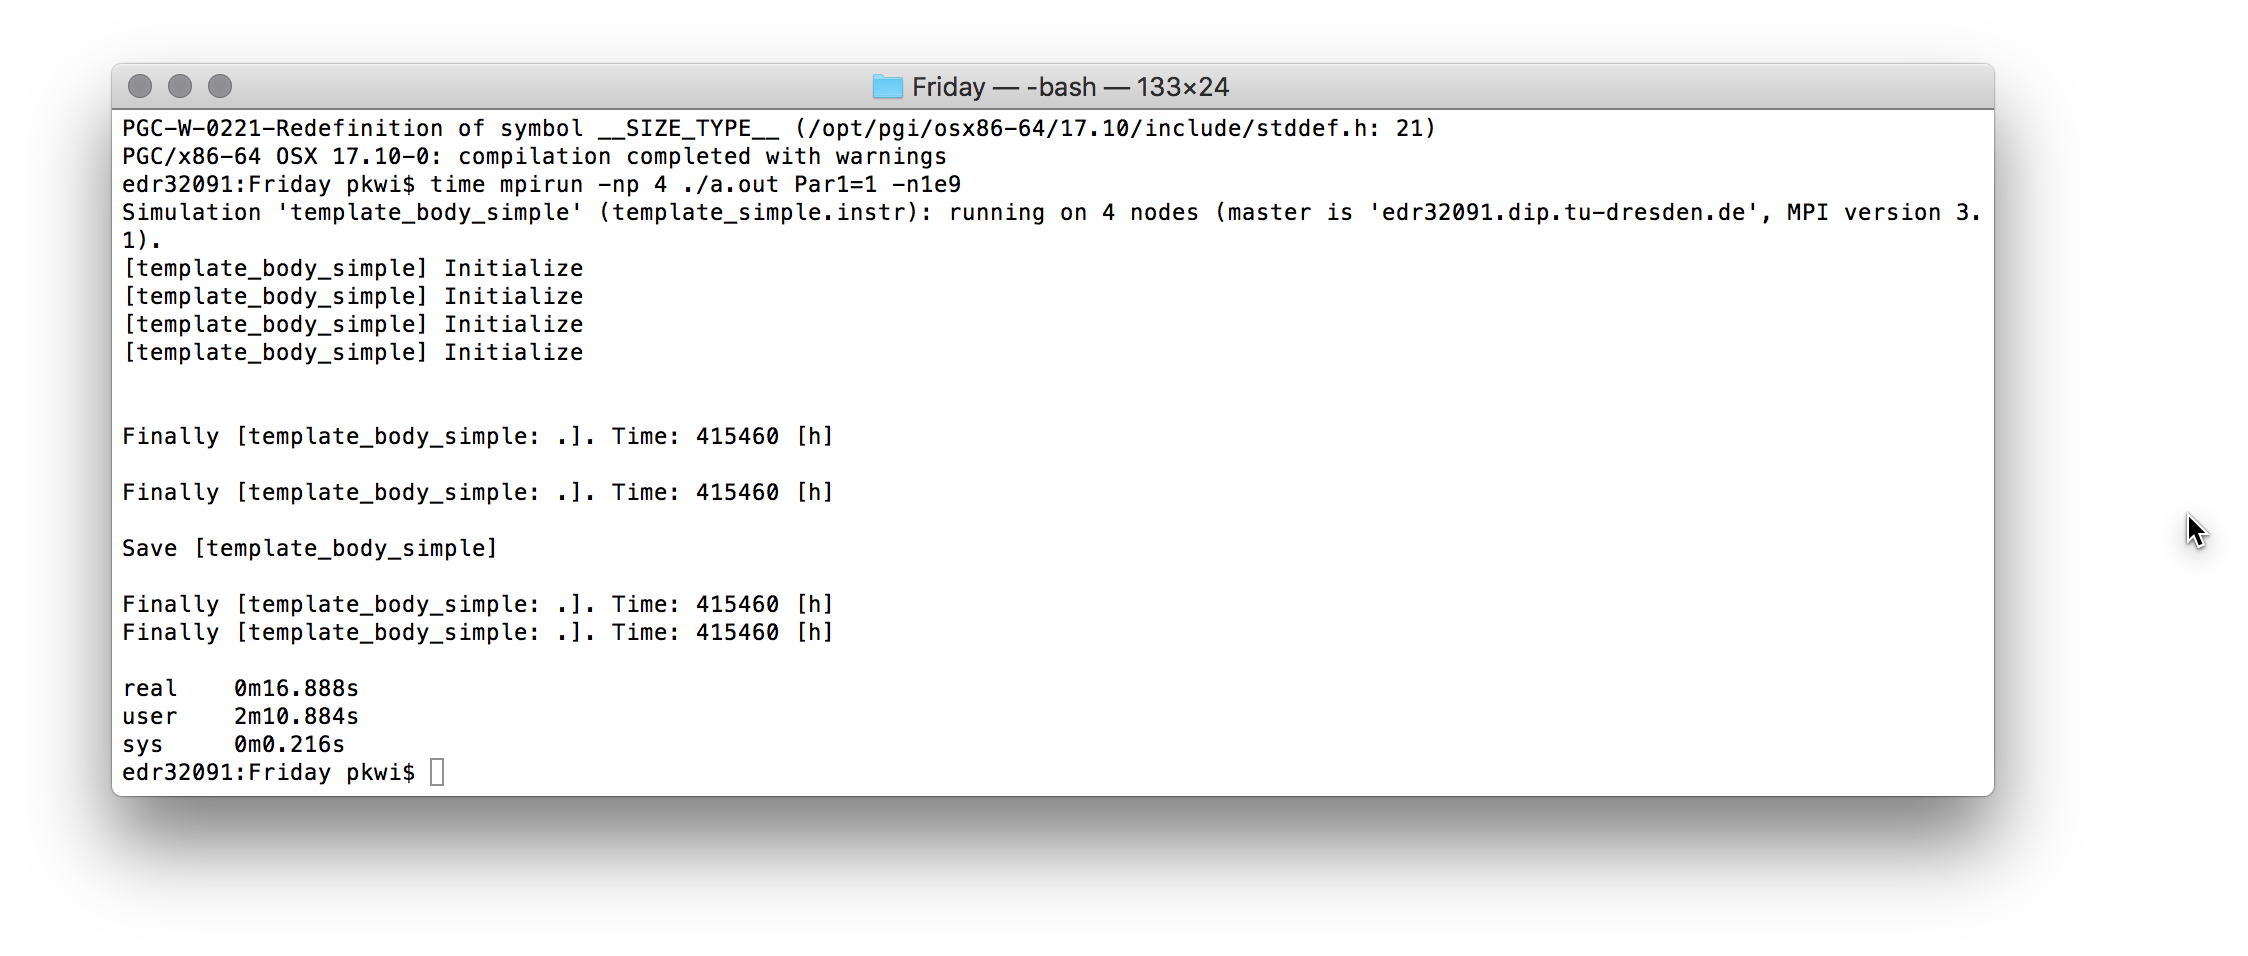 Friday — -bash — 133×24
PGC-W-0221-Redefinition of symbol __SIZE_TYPE__ (/opt/pgi/osx86-64/17.10/include/stddef.h: 21)
PGC/x86-64 OSX 17.10-0: compilation completed with warnings
edr32091:Friday pkwi$ time mpirun -np 4 ./a.out Par1=1 -n1e9
Simulation 'template_body_simple' (template_simple.instr): running on 4 nodes (master is 'edr32091.dip.tu-dresden.de', MPI version 3.
1).
[template_body_simple] Initialize
[template_body_simple] Initialize
[template_body_simple] Initialize
[template_body_simple] Initialize
Finally [template_body_simple: .]. Time: 415460 [h]
Finally [template_body_simple: .]. Time: 415460 [h]
Save [template_body_simple]
Finally [template_body_simple: .]. Time: 415460 [h]
Finally [template_body_simple: .]. Time: 415460 [h]
real    0m16.888s
user    2m10.884s
sys     0m0.216s
edr32091:Friday pkwi$